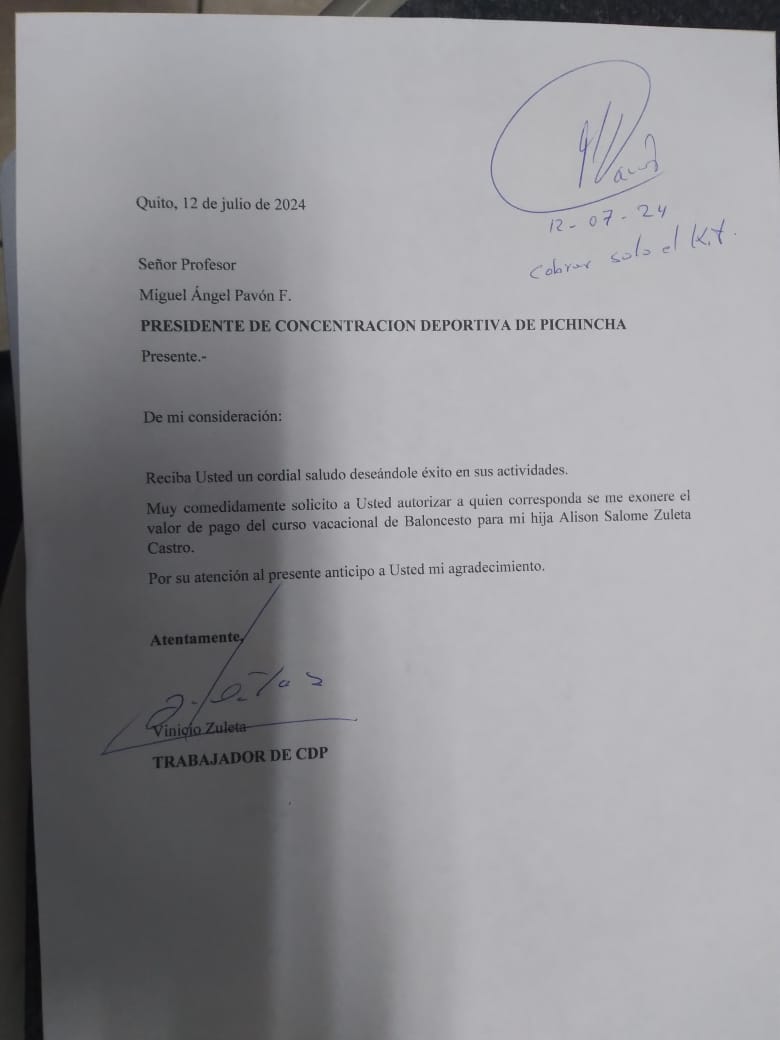 12-07-24
Cobrar solo el Kit.
Quito, 12 de julio de 2024
Señor Profesor
Miguel Ángel Pavón F.
PRESIDENTE DE CONCENTRACION DEPORTIVA DE PICHINCHA
Presente.-
De mi consideración:
Reciba Usted un cordial saludo deseándole éxito en sus actividades.
Muy comedidamente solicito a Usted autorizar a quien corresponda se me exonere el
valor de pago del curso vacacional de Baloncesto para mi hija Alison Salome Zuleta
Castro.
Por su atención al presente anticipo a Usted mi agradecimiento.
Atentamente,
Vinicio Zuleta
TRABAJADOR DE CDP